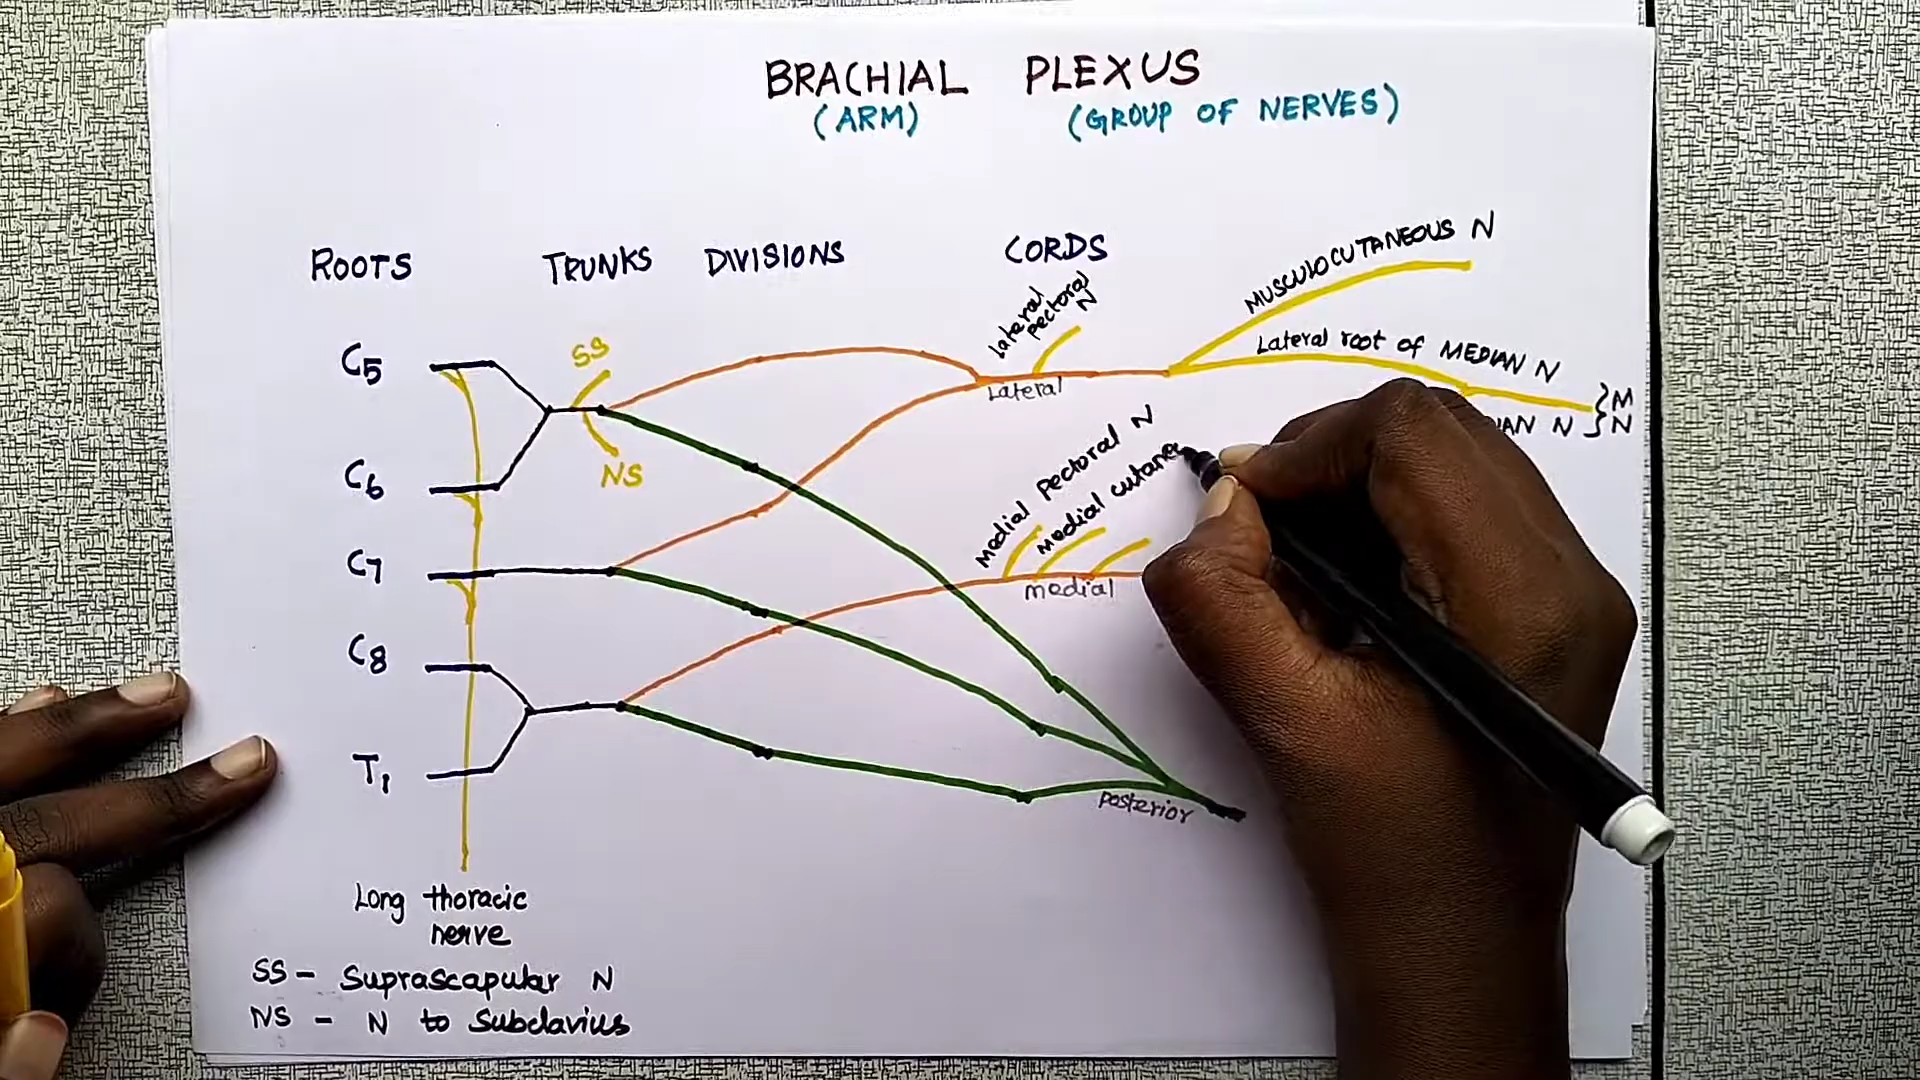 BRACHIAL PLEXUS
(ARM) (GROUP OF NERVES)
ROOTS TRUNKS DIVISIONS CORDS
MUSCULOCUTANEOUS N
Lateral root of MEDIAN N
M
N
IAN N
lateral
pectoral
N
Lateral
C5
SS
C6
NS
medial pectoral N
medial cutane
C7
medial
C8
T1
posterior
Long thoracic
nerve
SS - Suprascapular N
NS - N to Subclavius